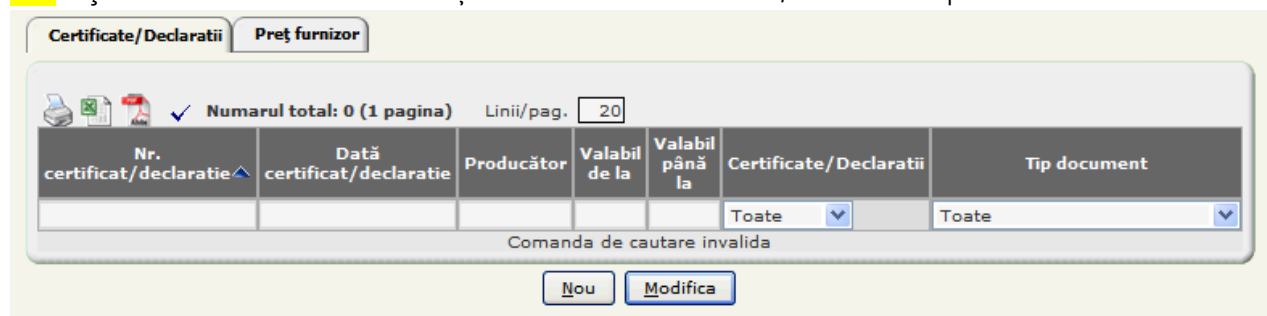 Certificate/Declaratii Preţ furnizor
Numarul total: 0 (1 pagina) Linii/pag. 20
Nr. certificat/declaratie Dată certificat/declaratie Producător Valabil de la Valabil până la Certificate/Declaratii Tip document
Toate Toate
Comanda de cautare invalida
Nou Modifica